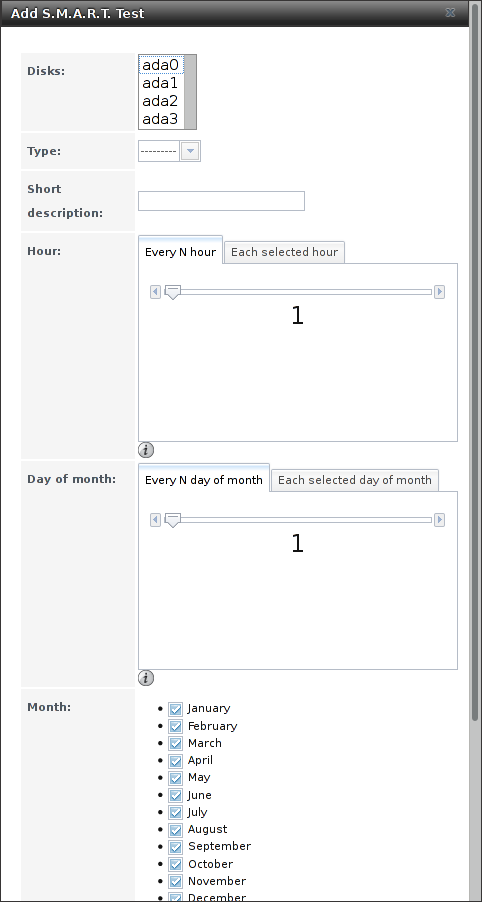 Add S.M.A.R.T. Test
Disks:
ada0
ada1
ada2
ada3
Type:
---------
Short
description:
Hour:
Every N hour
Each selected hour
1
Day of month:
Every N day of month
Each selected day of month
1
Month:
January
February
March
April
May
June
July
August
September
October
November
December